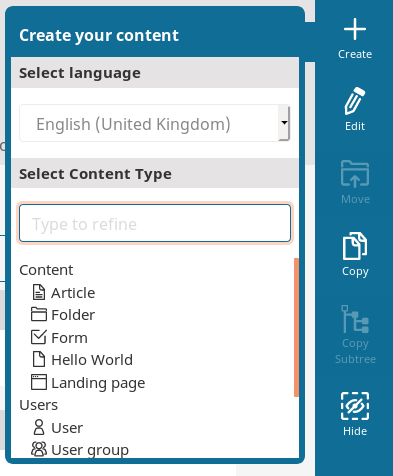 Create your content
Select language
English (United Kingdom)
Select Content Type
Type to refine
Content
Article
Folder
Form
Hello World
Landing page
Users
User
User group
Create
Edit
Move
Copy
Copy
Subtree
Hide